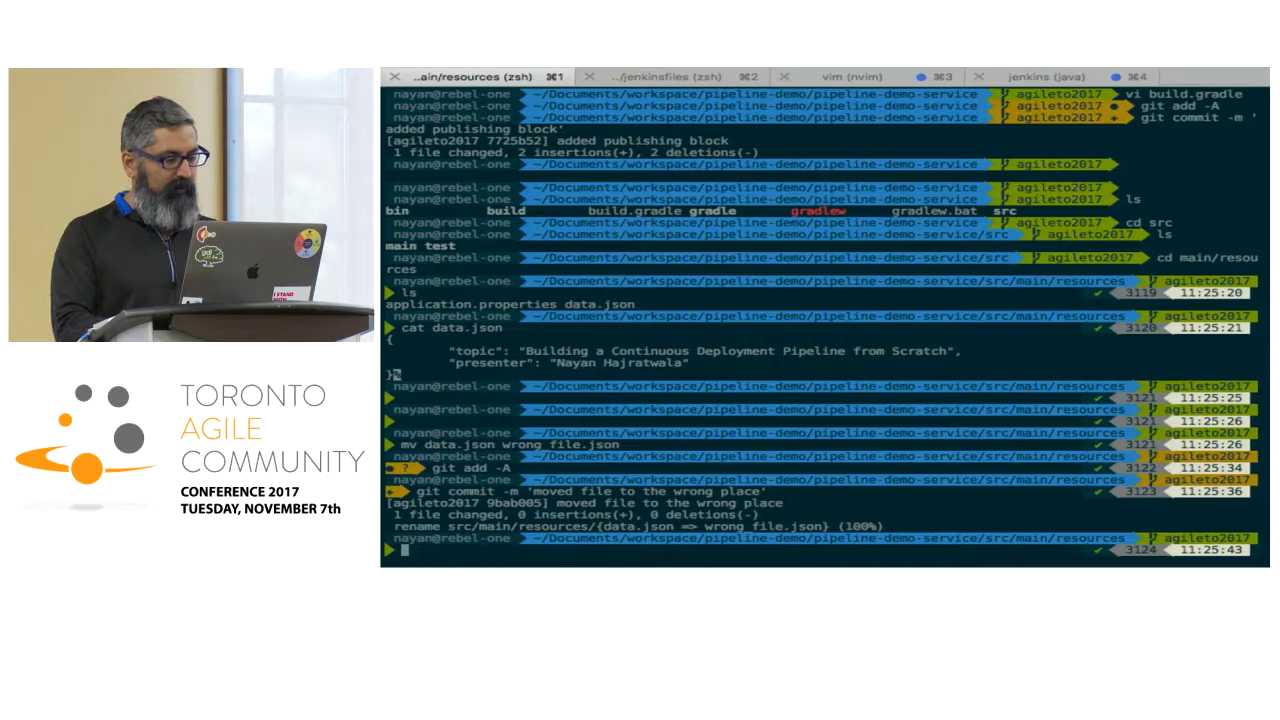 ..ain/resources (zsh) ⌘1 ../jenkinsfiles (zsh) ⌘2 vim (nvim) ⌘3 jenkins (java) ⌘4
nayan@rebel-one ~/Documents/workspace/pipeline-demo/pipeline-demo-service agileto2017 vi build.gradle
nayan@rebel-one ~/Documents/workspace/pipeline-demo/pipeline-demo-service agileto2017 ● git add -A
nayan@rebel-one ~/Documents/workspace/pipeline-demo/pipeline-demo-service agileto2017 + git commit -m '
added publishing block'
[agileto2017 7725b52] added publishing block
1 file changed, 2 insertions(+), 2 deletions(-)
nayan@rebel-one ~/Documents/workspace/pipeline-demo/pipeline-demo-service agileto2017
nayan@rebel-one ~/Documents/workspace/pipeline-demo/pipeline-demo-service agileto2017
nayan@rebel-one ~/Documents/workspace/pipeline-demo/pipeline-demo-service agileto2017 ls
bin build build.gradle gradle gradlew gradlew.bat src
nayan@rebel-one ~/Documents/workspace/pipeline-demo/pipeline-demo-service agileto2017 cd src
nayan@rebel-one ~/Documents/workspace/pipeline-demo/pipeline-demo-service/src agileto2017 ls
main test
nayan@rebel-one ~/Documents/workspace/pipeline-demo/pipeline-demo-service/src agileto2017 cd main/resou
rces
nayan@rebel-one ~/Documents/workspace/pipeline-demo/pipeline-demo-service/src/main/resources agileto2017
ls ✔ 3119 11:25:20
application.properties data.json
nayan@rebel-one ~/Documents/workspace/pipeline-demo/pipeline-demo-service/src/main/resources agileto2017
cat data.json ✔ 3120 11:25:21
{
"topic": "Building a Continuous Deployment Pipeline from Scratch",
"presenter": "Nayan Hajratwala"
}%
nayan@rebel-one ~/Documents/workspace/pipeline-demo/pipeline-demo-service/src/main/resources agileto2017
✔ 3121 11:25:25
nayan@rebel-one ~/Documents/workspace/pipeline-demo/pipeline-demo-service/src/main/resources agileto2017
✔ 3121 11:25:26
nayan@rebel-one ~/Documents/workspace/pipeline-demo/pipeline-demo-service/src/main/resources agileto2017
mv data.json wrong_file.json ✔ 3121 11:25:26
nayan@rebel-one ~/Documents/workspace/pipeline-demo/pipeline-demo-service/src/main/resources agileto2017
● ? git add -A ✔ 3122 11:25:34
nayan@rebel-one ~/Documents/workspace/pipeline-demo/pipeline-demo-service/src/main/resources agileto2017
+ git commit -m 'moved file to the wrong place' ✔ 3123 11:25:36
[agileto2017 9bab005] moved file to the wrong place
1 file changed, 0 insertions(+), 0 deletions(-)
rename src/main/resources/{data.json => wrong_file.json} (100%)
nayan@rebel-one ~/Documents/workspace/pipeline-demo/pipeline-demo-service/src/main/resources agileto2017
✔ 3124 11:25:43
I STAND
TORONTO
AGILE
COMMUNITY
CONFERENCE 2017
TUESDAY, NOVEMBER 7th